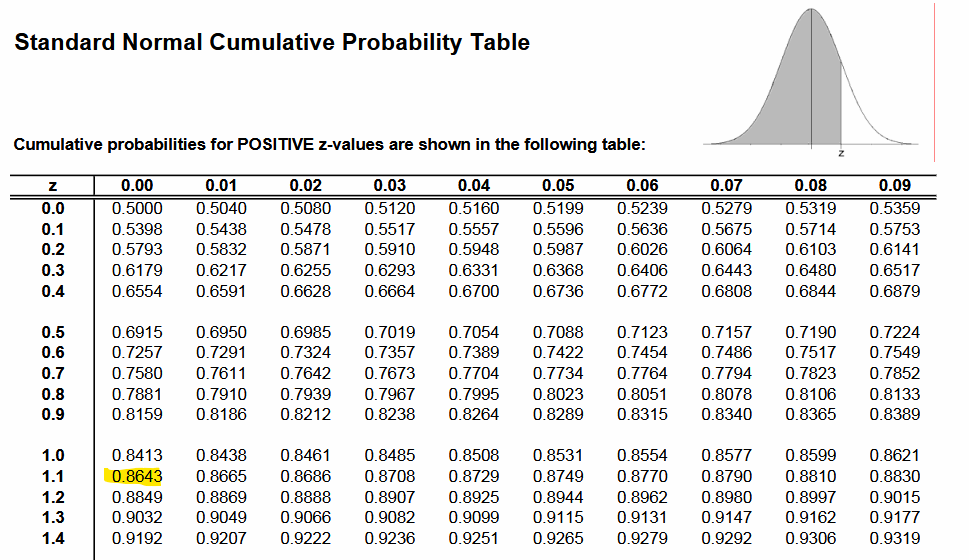 Standard Normal Cumulative Probability Table
z
Cumulative probabilities for POSITIVE z-values are shown in the following table:
z 0.00 0.01 0.02 0.03 0.04 0.05 0.06 0.07 0.08 0.09
0.0 0.5000 0.5040 0.5080 0.5120 0.5160 0.5199 0.5239 0.5279 0.5319 0.5359
0.1 0.5398 0.5438 0.5478 0.5517 0.5557 0.5596 0.5636 0.5675 0.5714 0.5753
0.2 0.5793 0.5832 0.5871 0.5910 0.5948 0.5987 0.6026 0.6064 0.6103 0.6141
0.3 0.6179 0.6217 0.6255 0.6293 0.6331 0.6368 0.6406 0.6443 0.6480 0.6517
0.4 0.6554 0.6591 0.6628 0.6664 0.6700 0.6736 0.6772 0.6808 0.6844 0.6879
0.5 0.6915 0.6950 0.6985 0.7019 0.7054 0.7088 0.7123 0.7157 0.7190 0.7224
0.6 0.7257 0.7291 0.7324 0.7357 0.7389 0.7422 0.7454 0.7486 0.7517 0.7549
0.7 0.7580 0.7611 0.7642 0.7673 0.7704 0.7734 0.7764 0.7794 0.7823 0.7852
0.8 0.7881 0.7910 0.7939 0.7967 0.7995 0.8023 0.8051 0.8078 0.8106 0.8133
0.9 0.8159 0.8186 0.8212 0.8238 0.8264 0.8289 0.8315 0.8340 0.8365 0.8389
1.0 0.8413 0.8438 0.8461 0.8485 0.8508 0.8531 0.8554 0.8577 0.8599 0.8621
1.1 0.8643 0.8665 0.8686 0.8708 0.8729 0.8749 0.8770 0.8790 0.8810 0.8830
1.2 0.8849 0.8869 0.8888 0.8907 0.8925 0.8944 0.8962 0.8980 0.8997 0.9015
1.3 0.9032 0.9049 0.9066 0.9082 0.9099 0.9115 0.9131 0.9147 0.9162 0.9177
1.4 0.9192 0.9207 0.9222 0.9236 0.9251 0.9265 0.9279 0.9292 0.9306 0.9319